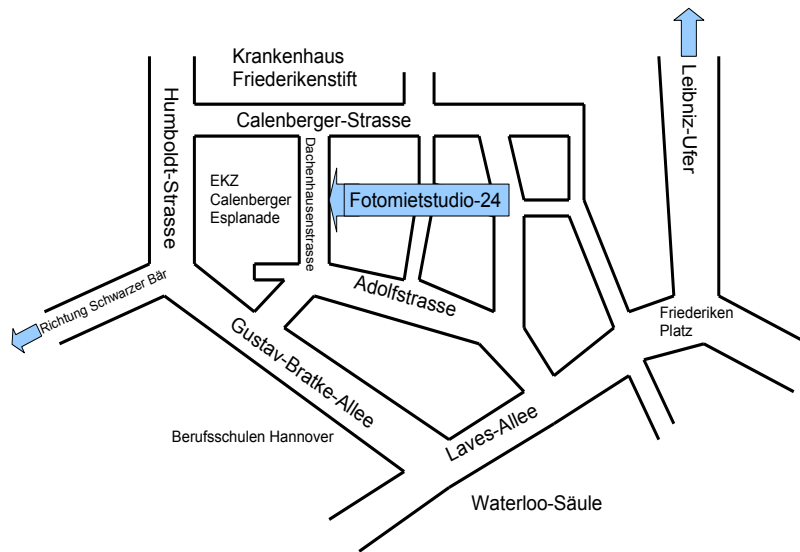 Krankenhaus
Friederikenstift
Leibniz-Ufer
Humboldt-Strasse
Calenberger-Strasse
Dachenhausenstrasse
EKZ
Calenberger
Esplanade
Fotomietstudio-24
Richtung Schwarzer Bär
Adolfstrasse
Friederiken
Platz
Gustav-Bratke-Allee
Laves-Allee
Berufsschulen Hannover
Waterloo-Säule